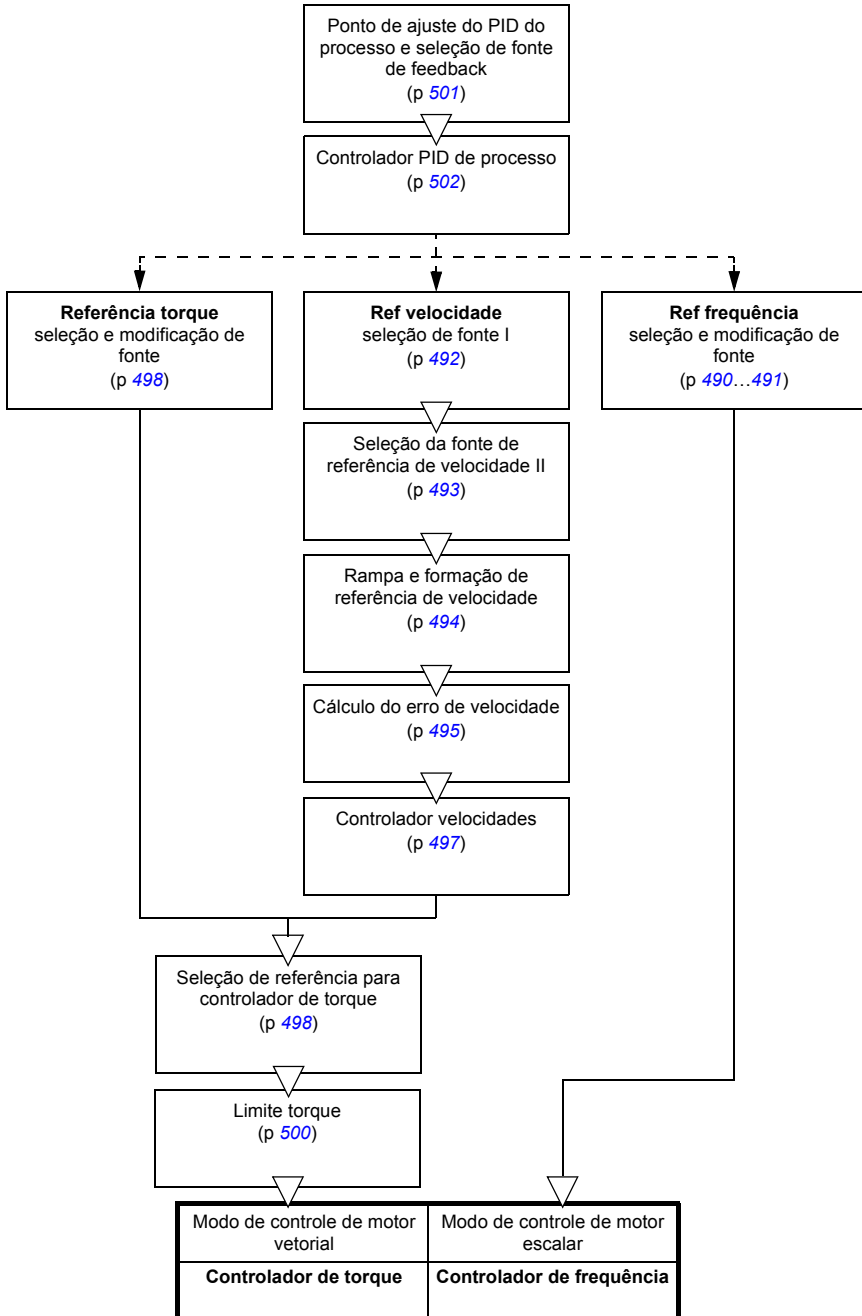 Ponto de ajuste do PID do
processo e seleção de fonte
de feedback
(p 501)
Controlador PID de processo
(p 502)
Referência torque
seleção e modificação de
fonte
(p 498)
Ref velocidade
seleção de fonte I
(p 492)
Ref frequência
seleção e modificação de
fonte
(p 490…491)
Seleção da fonte de
referência de velocidade II
(p 493)
Rampa e formação de
referência de velocidade
(p 494)
Cálculo do erro de velocidade
(p 495)
Controlador velocidades
(p 497)
Seleção de referência para
controlador de torque
(p 498)
Limite torque
(p 500)
Modo de controle de motor
vetorial
Modo de controle de motor
escalar
Controlador de torque
Controlador de frequência